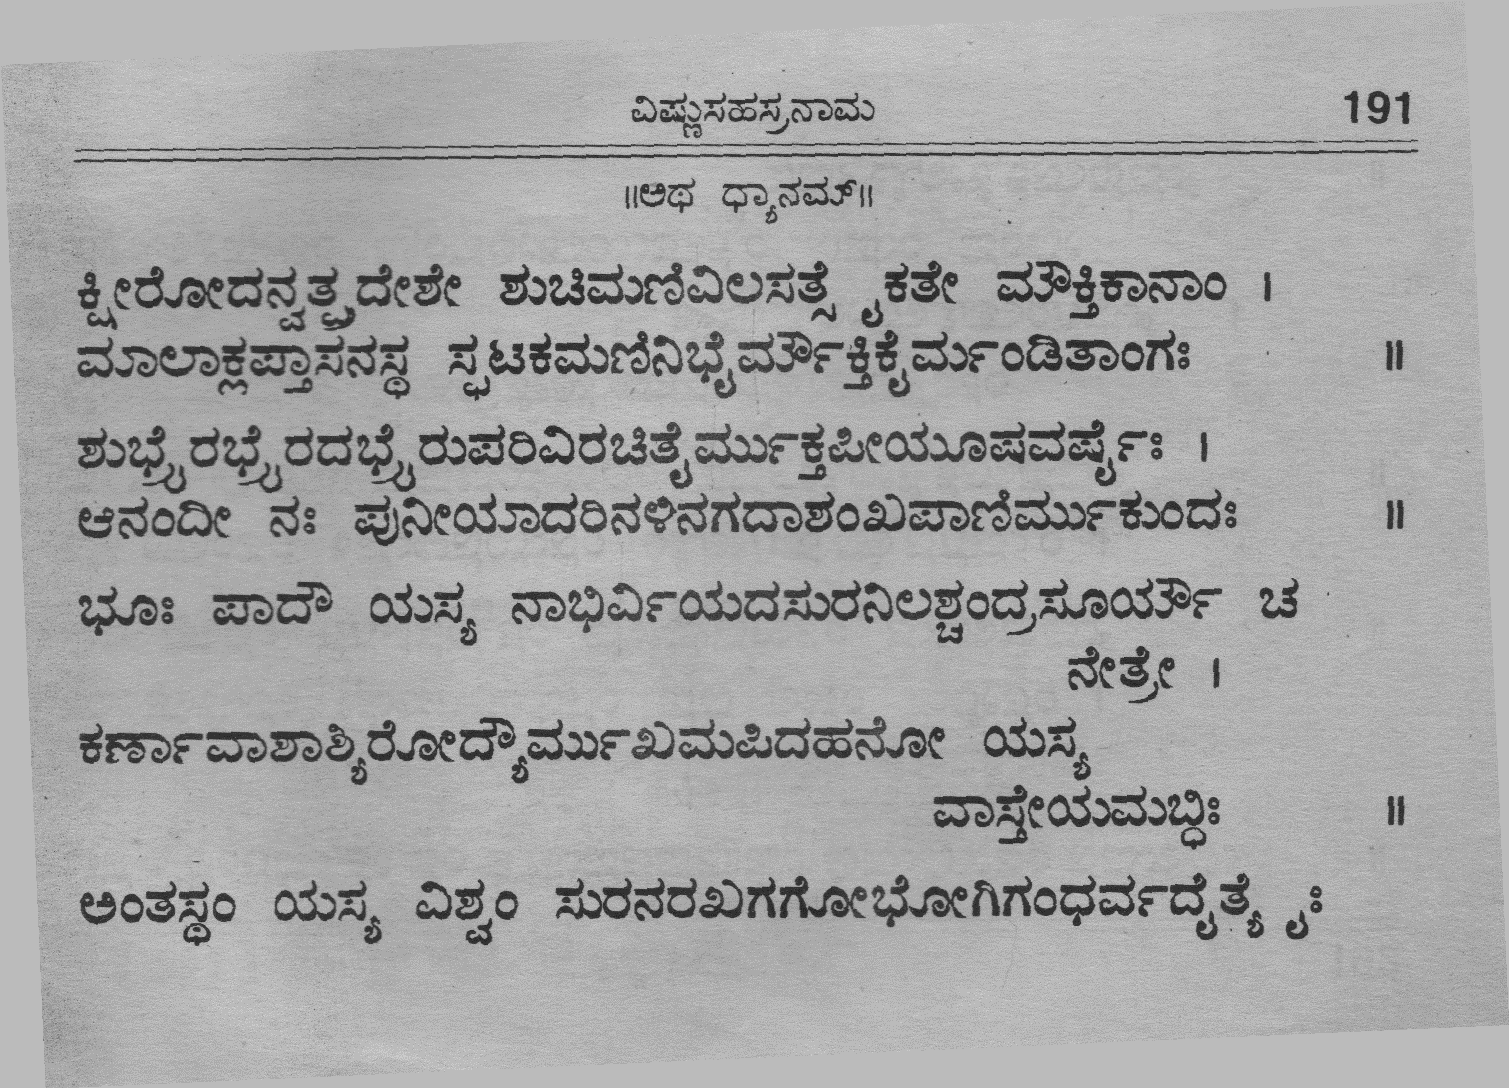 ವಿಷ್ಣುಸಹಸ್ರನಾಮ 191
॥ಅಥ ಧ್ಯಾನಮ್॥
ಕ್ಷೀರೋದನ್ವತ್ಪ್ರದೇಶೇ ಶುಚಿಮಣಿವಿಲಸತ್ಸೈಕತೇ ಮೌಕ್ತಿಕಾನಾಂ ।
ಮಾಲಾಕ್ಲಪ್ತಾಸನಸ್ಥ ಸ್ಫಟಿಕಮಣಿನಿಭೈರ್ಮೌಕ್ತಿಕೈರ್ಮಂಡಿತಾಂಗಃ ॥
ಶುಭ್ರೈರಭ್ರೈರದಭ್ರೈರುಪರಿವಿರಚಿತೈರ್ಮುಕ್ತಪೀಯೂಷವರ್ಷೈಃ ।
ಆನಂದೀ ನಃ ಪುನೀಯಾದರಿನಳಿನಗದಾಶಂಖಪಾಣಿರ್ಮುಕುಂದಃ ॥
ಭೂಃ ಪಾದೌ ಯಸ್ಯ ನಾಭಿರ್ವಿಯದಸುರನಿಲಶ್ಚಂದ್ರಸೂರ್ಯೌ ಚ
ನೇತ್ರೇ ।
ಕರ್ಣಾವಾಶಾಶ್ಯಿರೋದ್ಯೌರ್ಮುಖಮಪಿದಹನೋ ಯಸ್ಯ
ವಾಸ್ತೇಯಮಬ್ಧಿಃ ॥
ಅಂತಸ್ಥಂ ಯಸ್ಯ ವಿಶ್ವಂ ಸುರನರಖಗಗೋಭೋಗಿಗಂಧರ್ವದೈತ್ಯೈಃ